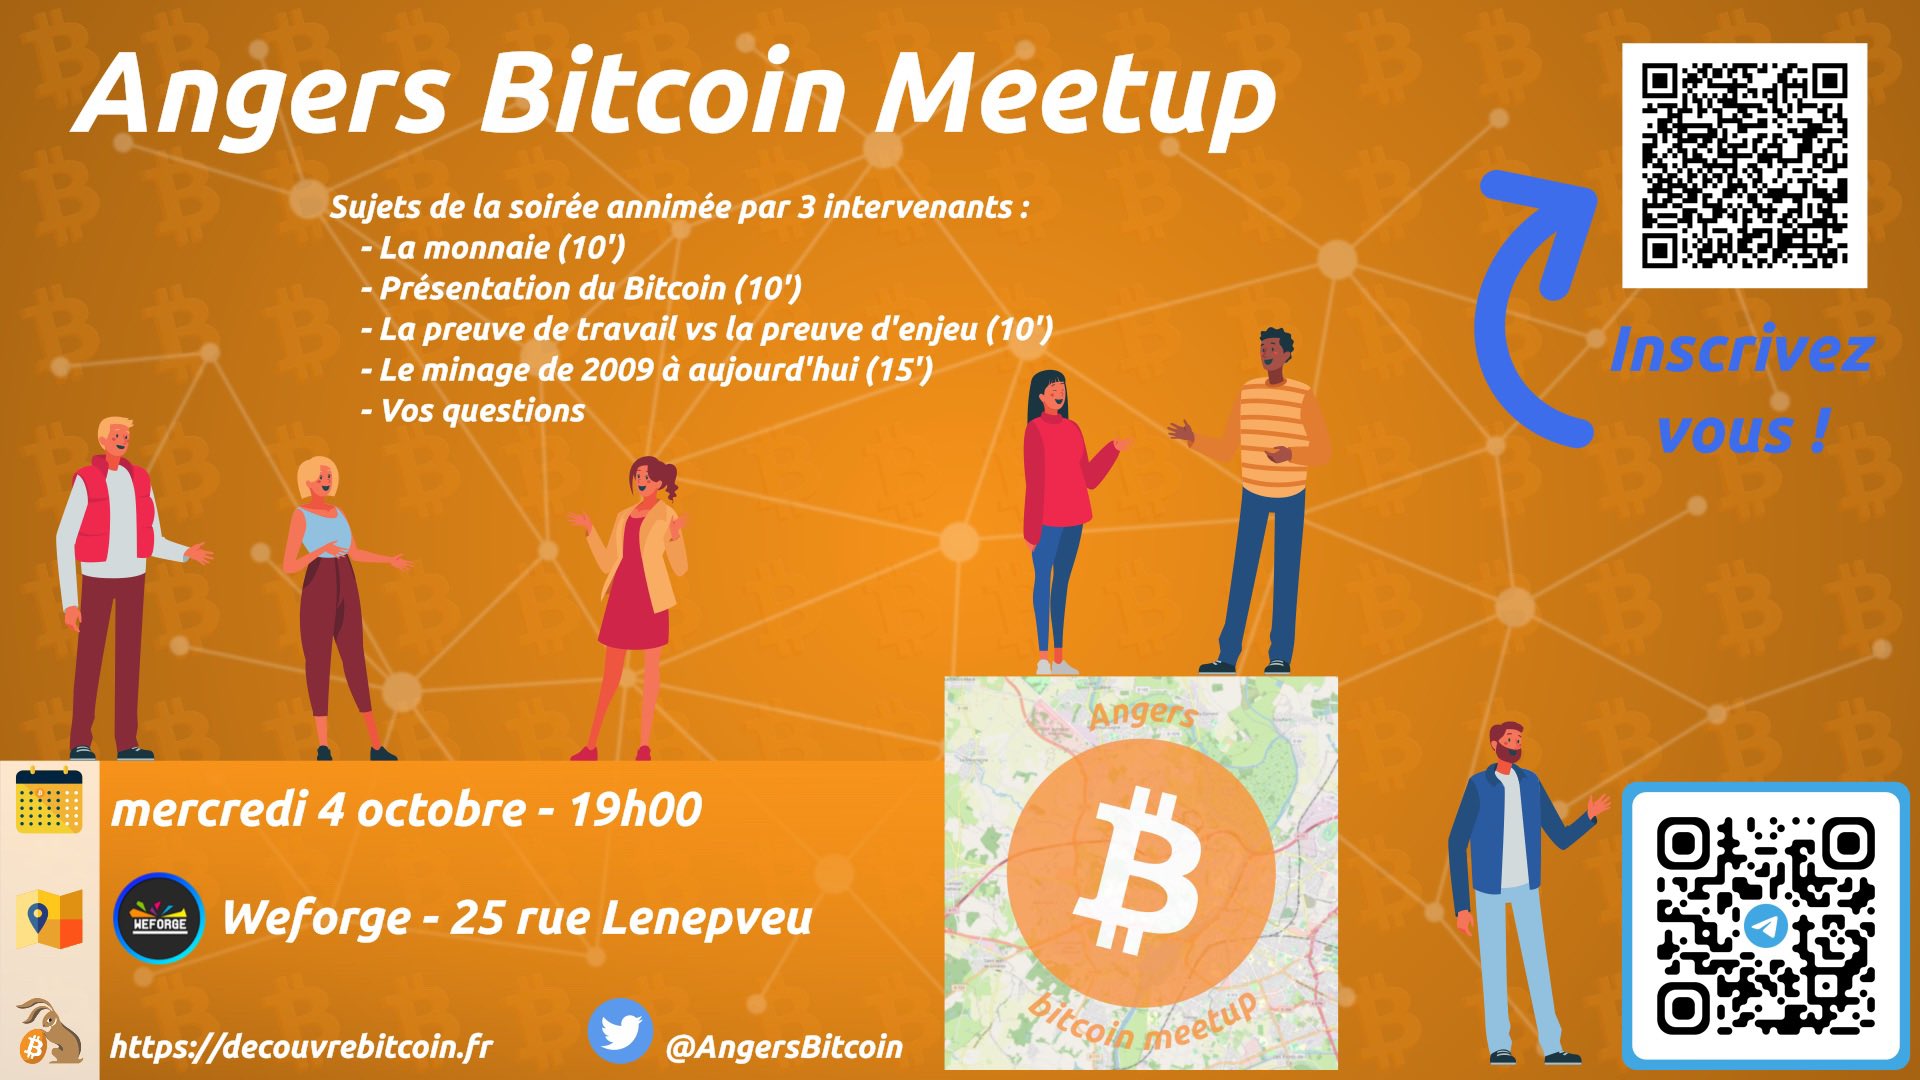 Angers Bitcoin Meetup
Sujets de la soirée annimée par 3 intervenants :
- La monnaie (10')
- Présentation du Bitcoin (10')
- La preuve de travail vs la preuve d'enjeu (10')
- Le minage de 2009 à aujourd'hui (15')
- Vos questions
Inscrivez
vous !
mercredi 4 octobre - 19h00
WEFORGE
Weforge - 25 rue Lenepveu
https://decouvrebitcoin.fr
@AngersBitcoin
Angers
bitcoin meetup